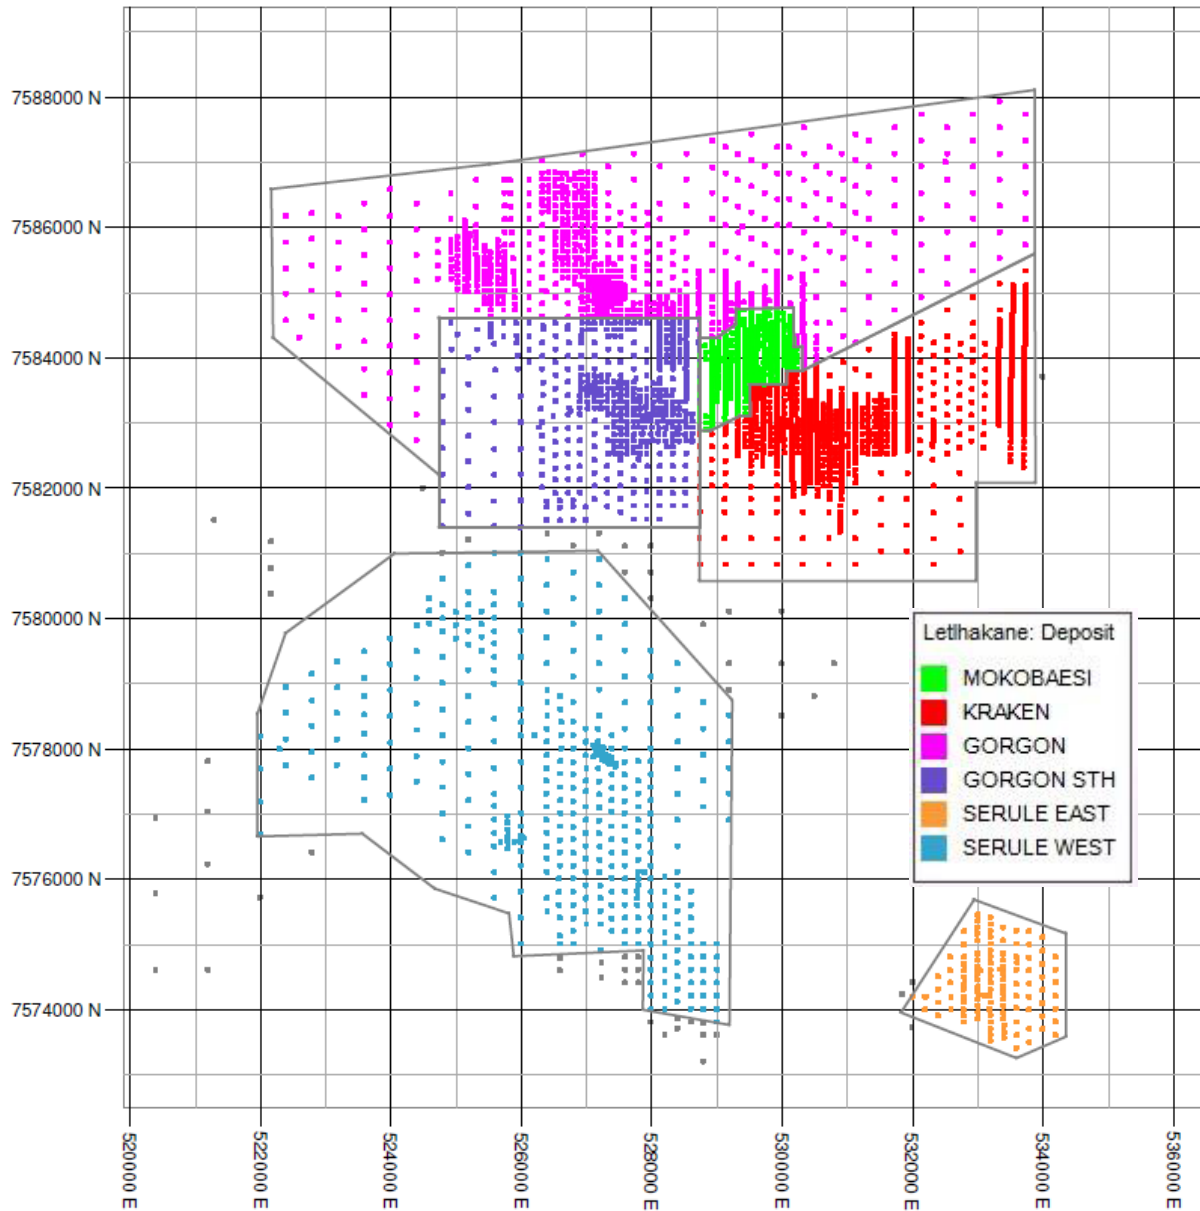 7588000 N
7586000 N
7584000 N
7582000 N
7580000 N
7578000 N
7576000 N
7574000 N
Letlhakane: Deposit
MOKOBAESI
KRAKEN
GORGON
GORGON STH
SERULE EAST
SERULE WEST
520000 E
522000 E
524000 E
526000 E
528000 E
530000 E
532000 E
534000 E
536000 E